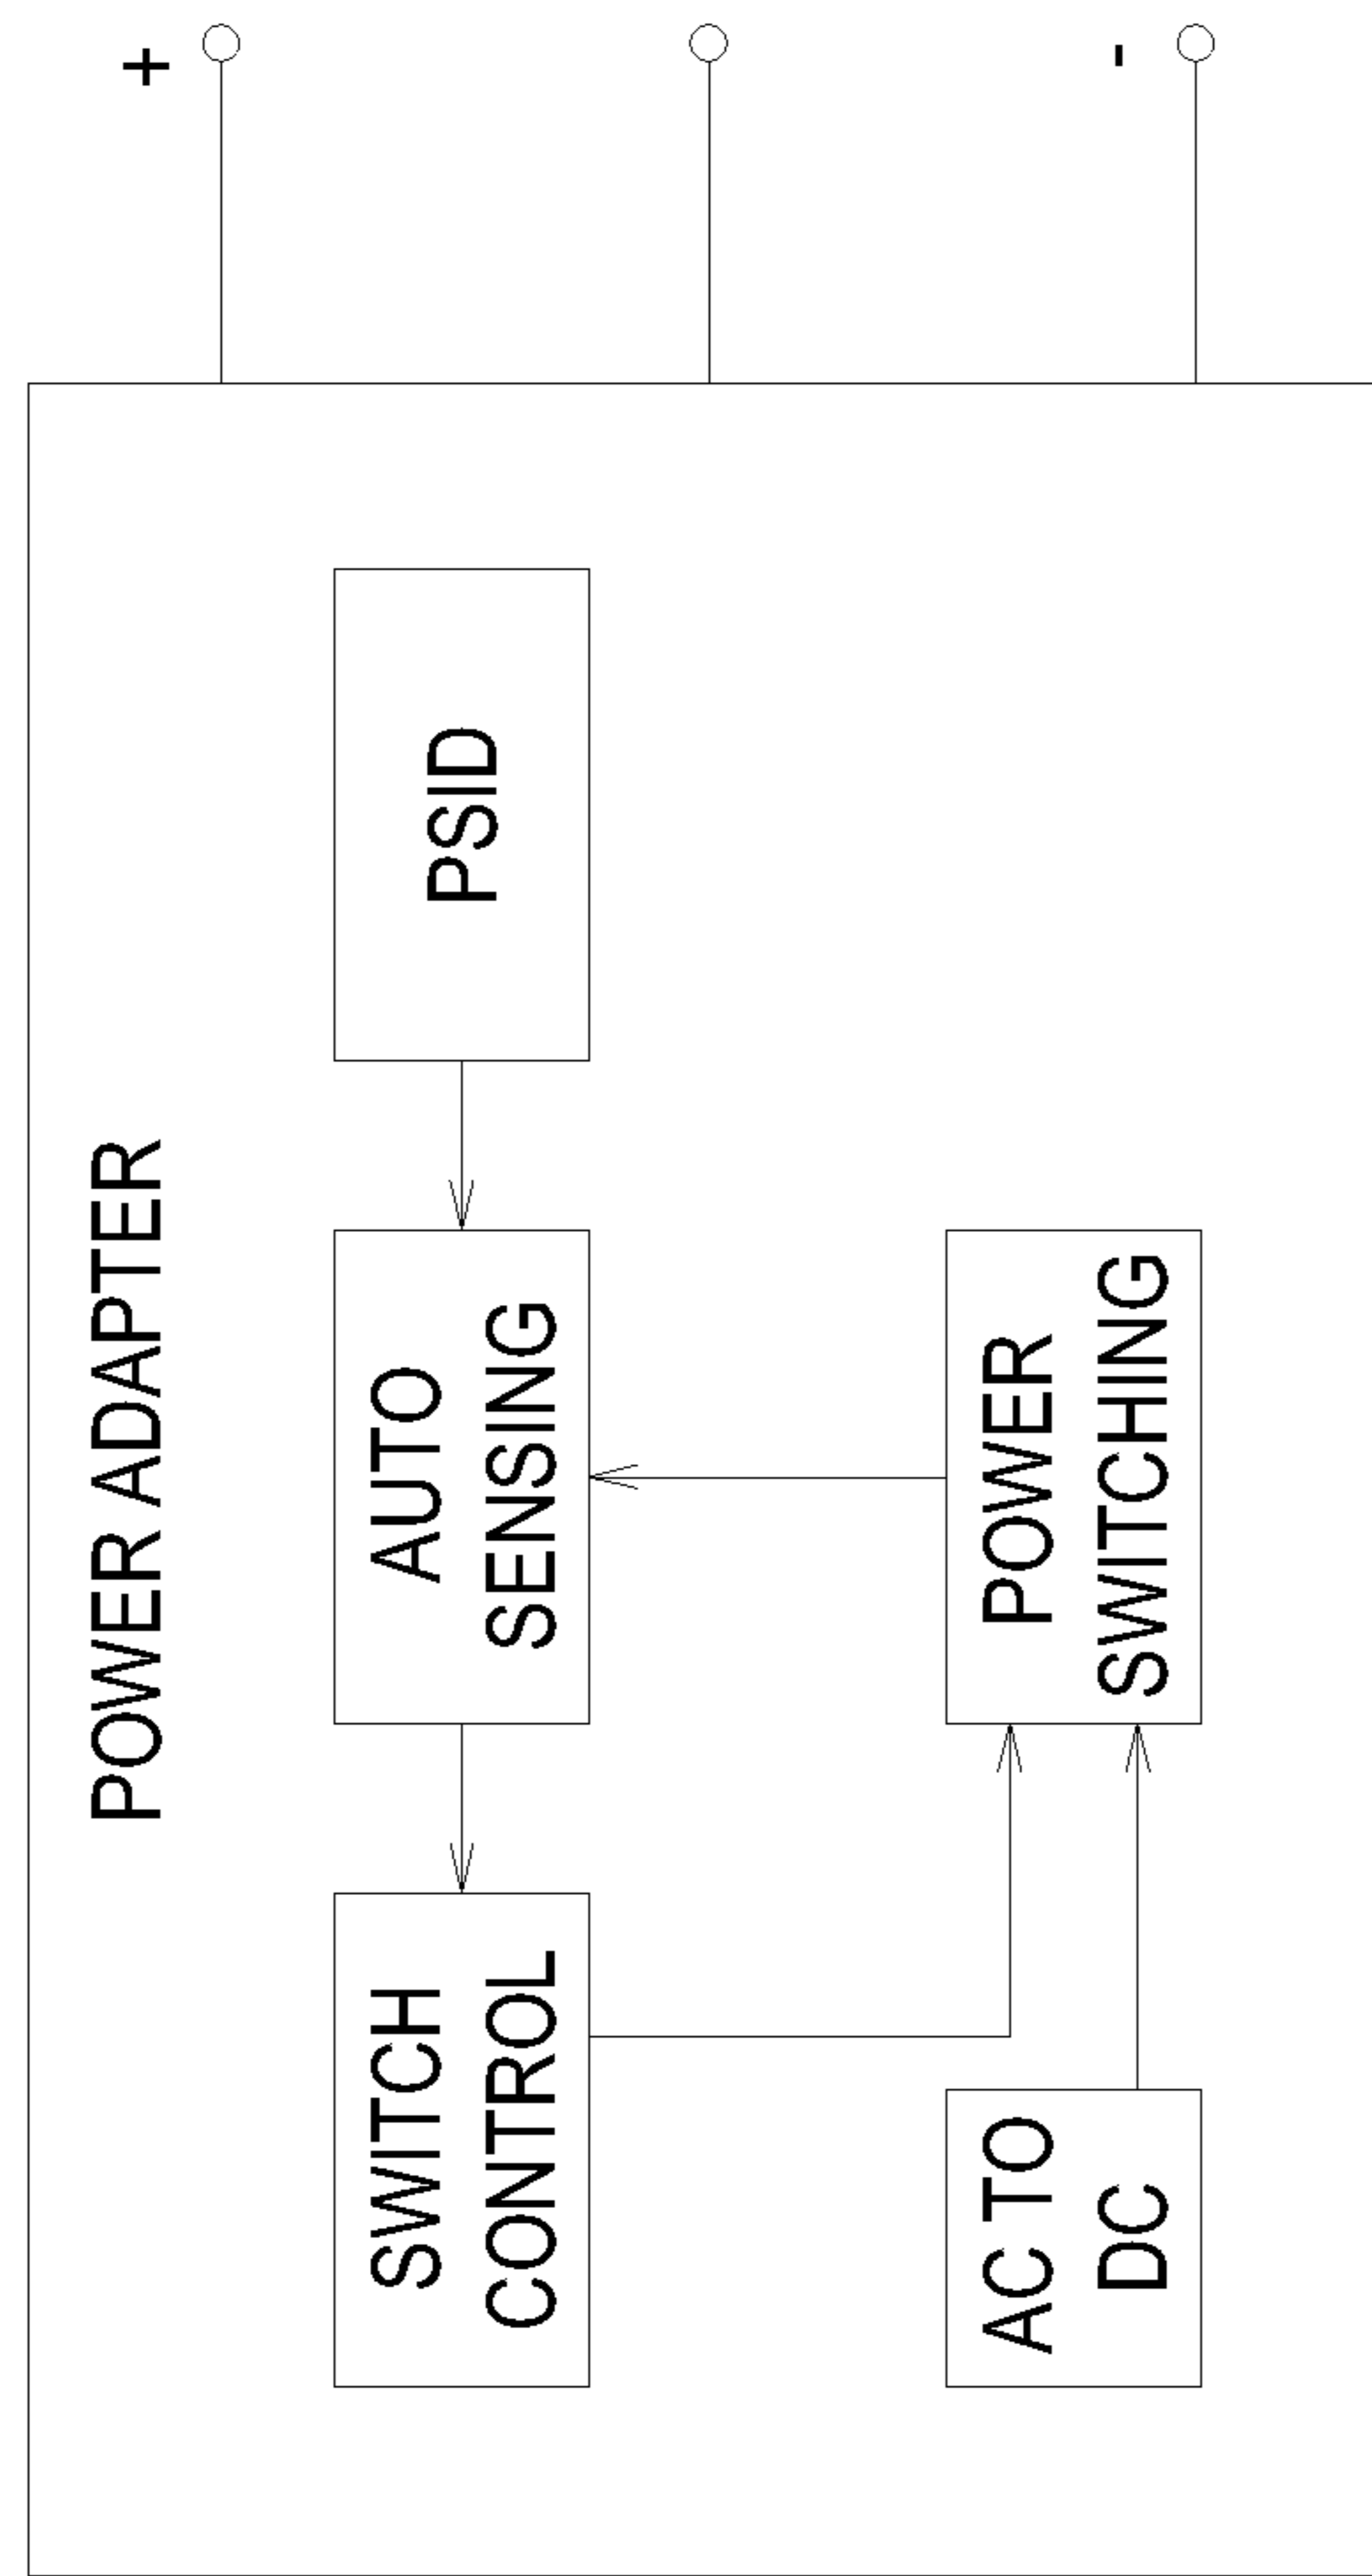 POWER ADAPTER
+
SWITCH
CONTROL
AUTO
SENSING
PSID
AC TO
DC
POWER
SWITCHING
-